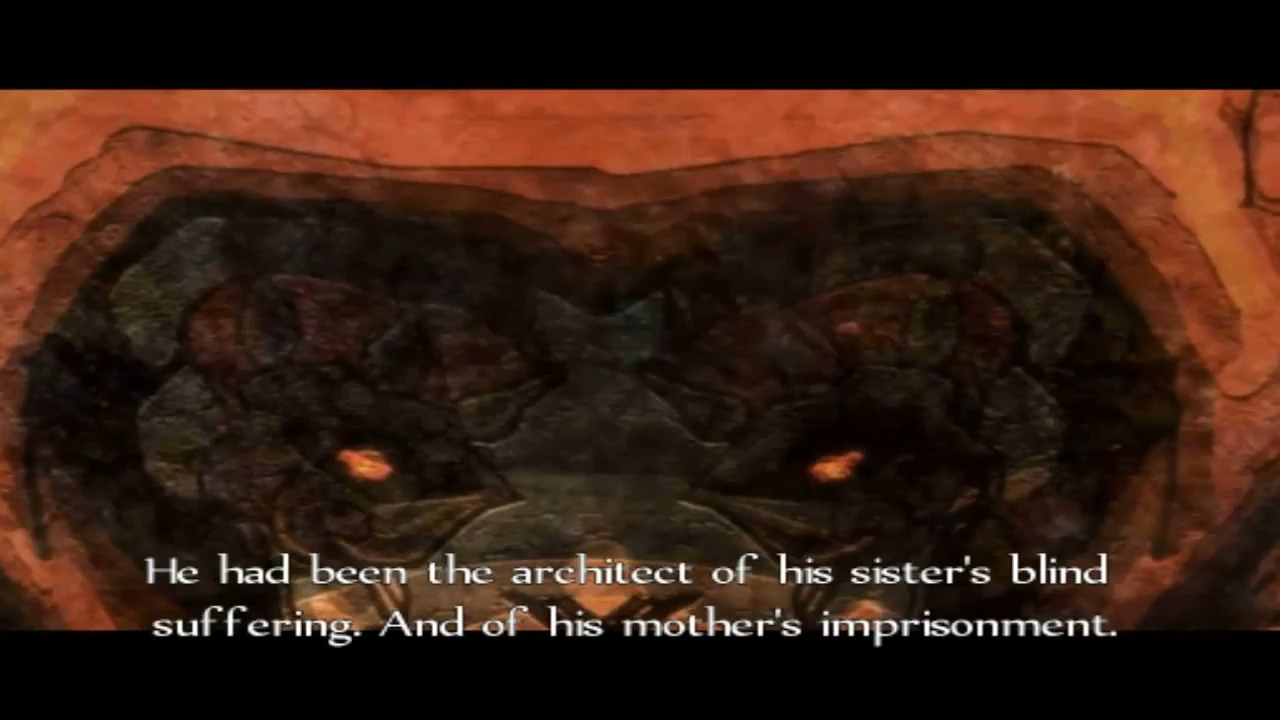 He had been the architect of his sister's blind
suffering. And of his mother's imprisonment.